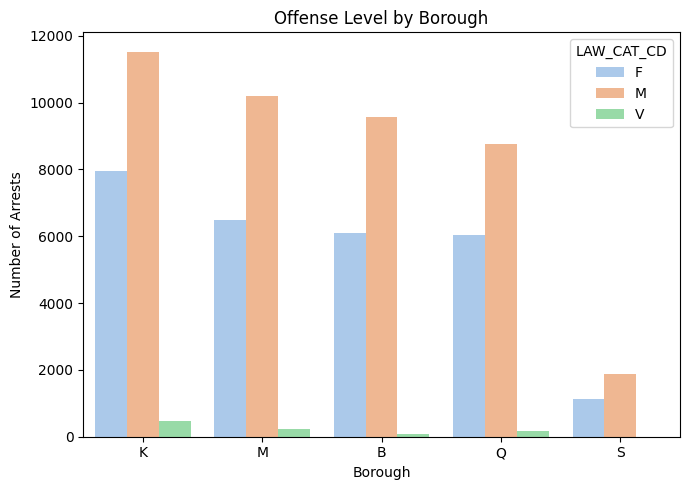 Offense Level by Borough
12000
10000
8000
6000
4000
2000
0
Number of Arrests
LAW_CAT_CD
F
M
V
K M B Q S
Borough